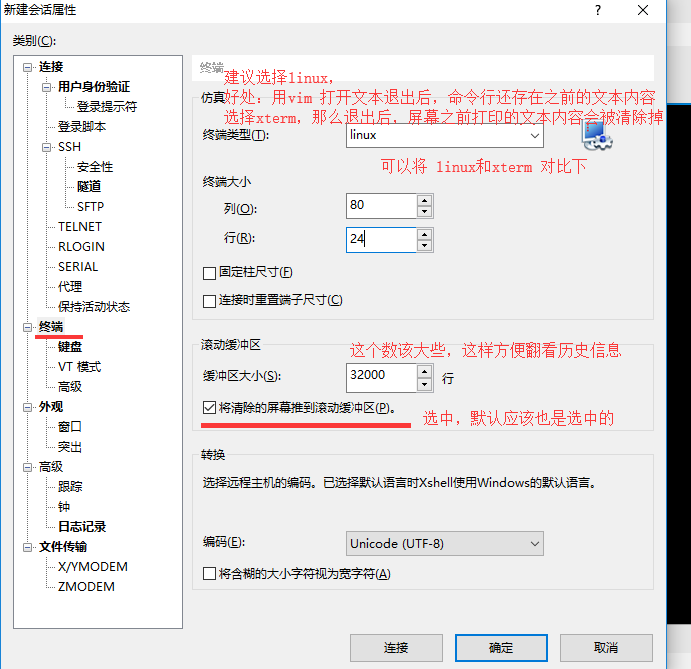 新建会话属性
?
类别(C):
连接
用户身份验证
登录提示符
登录脚本
SSH
安全性
隧道
SFTP
TELNET
RLOGIN
SERIAL
代理
保持活动状态
终端
键盘
VT 模式
高级
外观
窗口
突出
高级
跟踪
钟
日志记录
文件传输
X/YMODEM
ZMODEM
终端
建议选择linux，
好处：用vim 打开文本退出后，命令行还存在之前的文本内容
仿真
选择xterm，那么退出后，屏幕之前打印的文本内容会被清除掉
终端类型(T):
linux
可以将 linux和xterm 对比下
终端大小
列(O):
80
行(R):
24
固定柱尺寸(F)
连接时重置端子尺寸(C)
滚动缓冲区
这个数该大些，这样方便翻看历史信息
缓冲区大小(S):
32000
行
将清除的屏幕推到滚动缓冲区(P)。
选中，默认应该也是选中的
转换
选择远程主机的编码。已选择默认语言时Xshell使用Windows的默认语言。
编码(E):
Unicode (UTF-8)
将含糊的大小字符视为宽字符(A)
连接
确定
取消